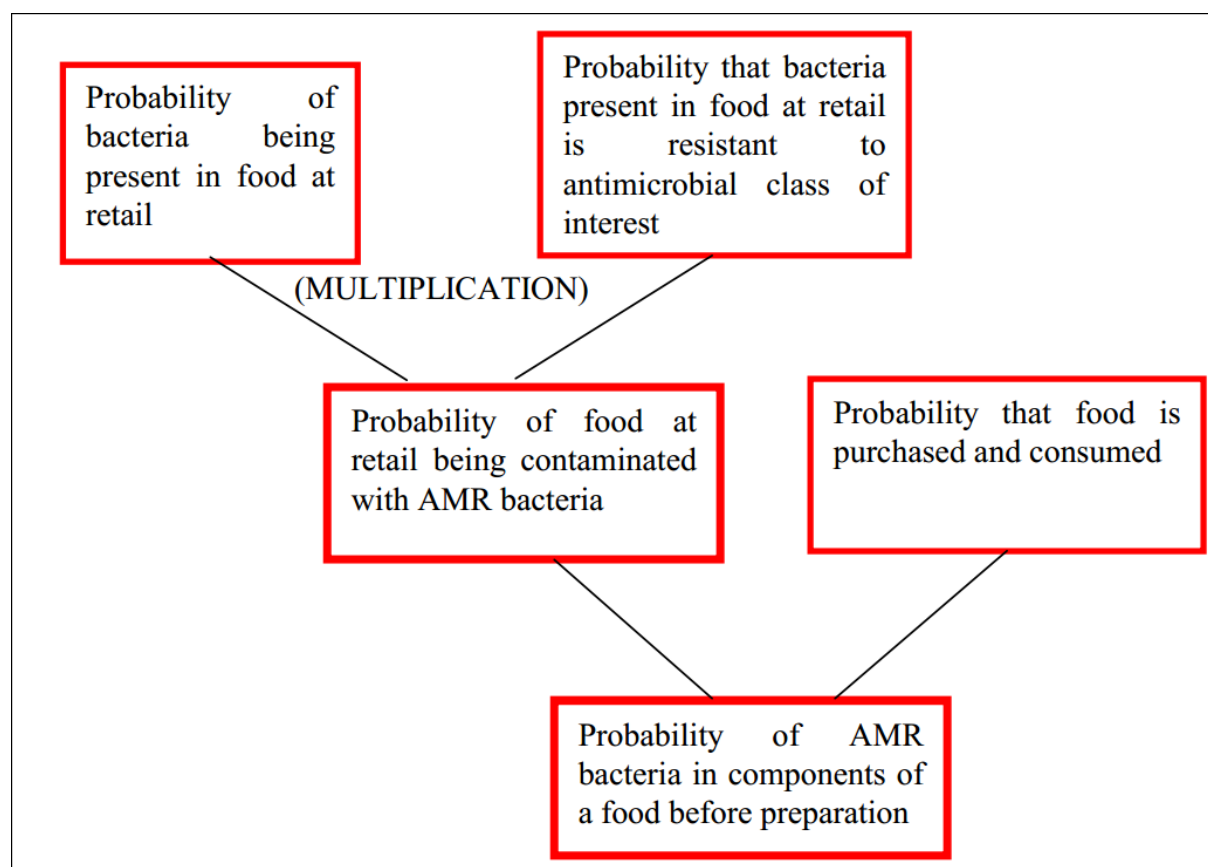 Probability of
bacteria being
present in food at
retail
Probability that bacteria
present in food at retail
is resistant to
antimicrobial class of
interest
(MULTIPLICATION)
Probability of food at
retail being contaminated
with AMR bacteria
Probability that food is
purchased and consumed
Probability of AMR
bacteria in components of
a food before preparation